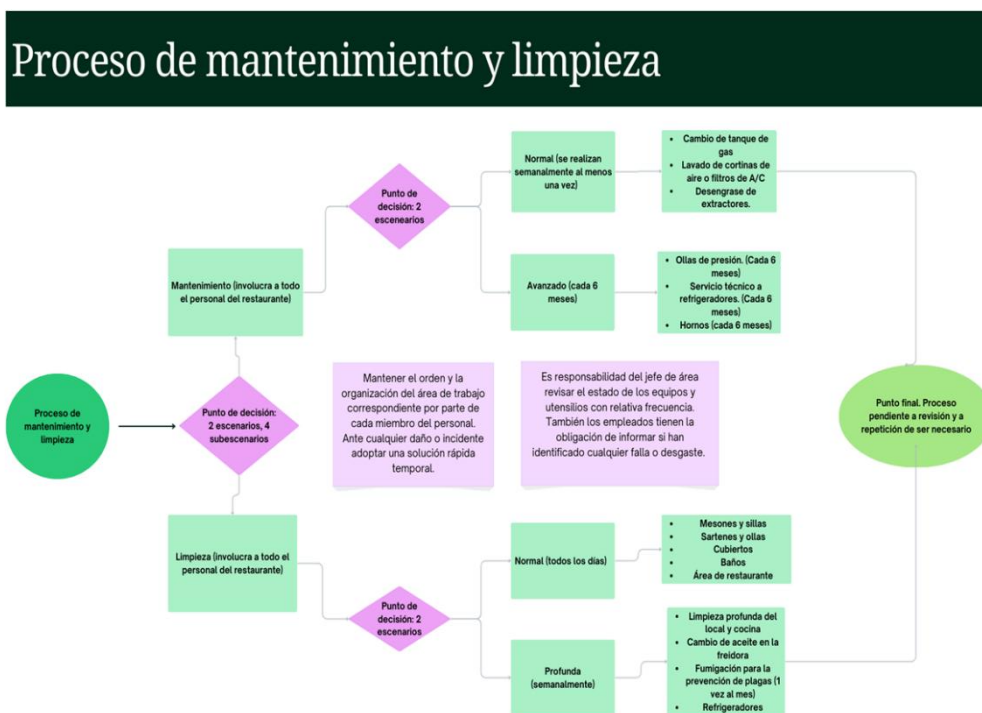 Proceso de mantenimiento y limpieza
Normal (se realizan
semanalmente al menos
una vez)
• Cambio de tanque de
gas
• Lavado de cortinas de
aire o filtros de A/C
• Desengrase de
extractores.
Punto de
decisión: 2
escenearios
Mantenimiento (involucra a todo
el personal del restaurante)
Avanzado (cada 6
meses)
• Ollas de presión. (Cada 6
meses)
• Servicio técnico a
refrigeradores. (Cada 6
meses)
• Hornos (cada 6 meses)
Proceso de
mantenimiento y
limpieza
Punto de decisión:
2 escenarios, 4
subescenarios
Mantener el orden y la
organización del área de trabajo
correspondiente por parte de
cada miembro del personal.
Ante cualquier daño o incidente
adoptar una solución rápida
temporal.
Es responsabilidad del jefe de área
revisar el estado de los equipos y
utensilios con relativa frecuencia.
También los empleados tienen la
obligación de informar si han
identificado cualquier falla o desgaste.
Punto final. Proceso
pendiente a revisión y a
repetición de ser necesario
Limpieza (involucra a todo el
personal del restaurante)
Punto de
decisión: 2
escenarios
Normal (todos los días)
• Mesones y sillas
• Sartenes y ollas
• Cubiertos
• Baños
• Área de restaurante
Profunda
(semanalmente)
• Limpieza profunda del
local y cocina
• Cambio de aceite en la
freidora
• Fumigación para la
prevención de plagas (1
vez al mes)
• Refrigeradores